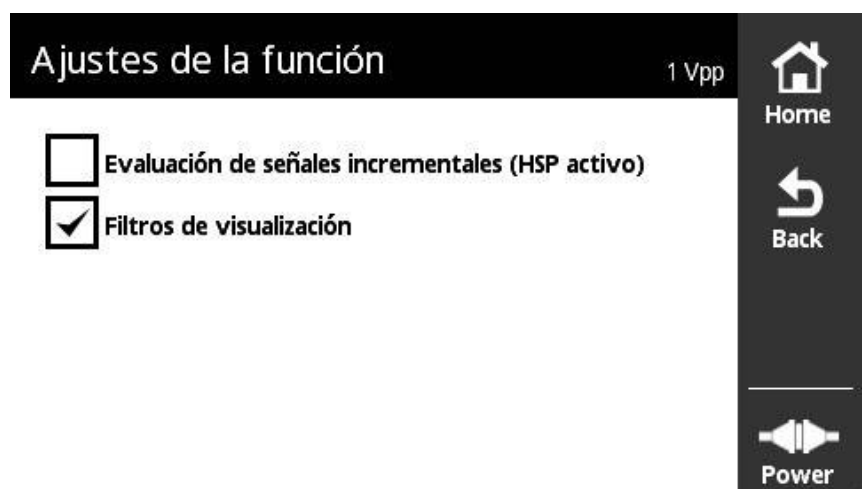 Ajustes de la función
1 Vpp
Home
Evaluación de señales incrementales (HSP activo)
Filtros de visualización
Back
Power